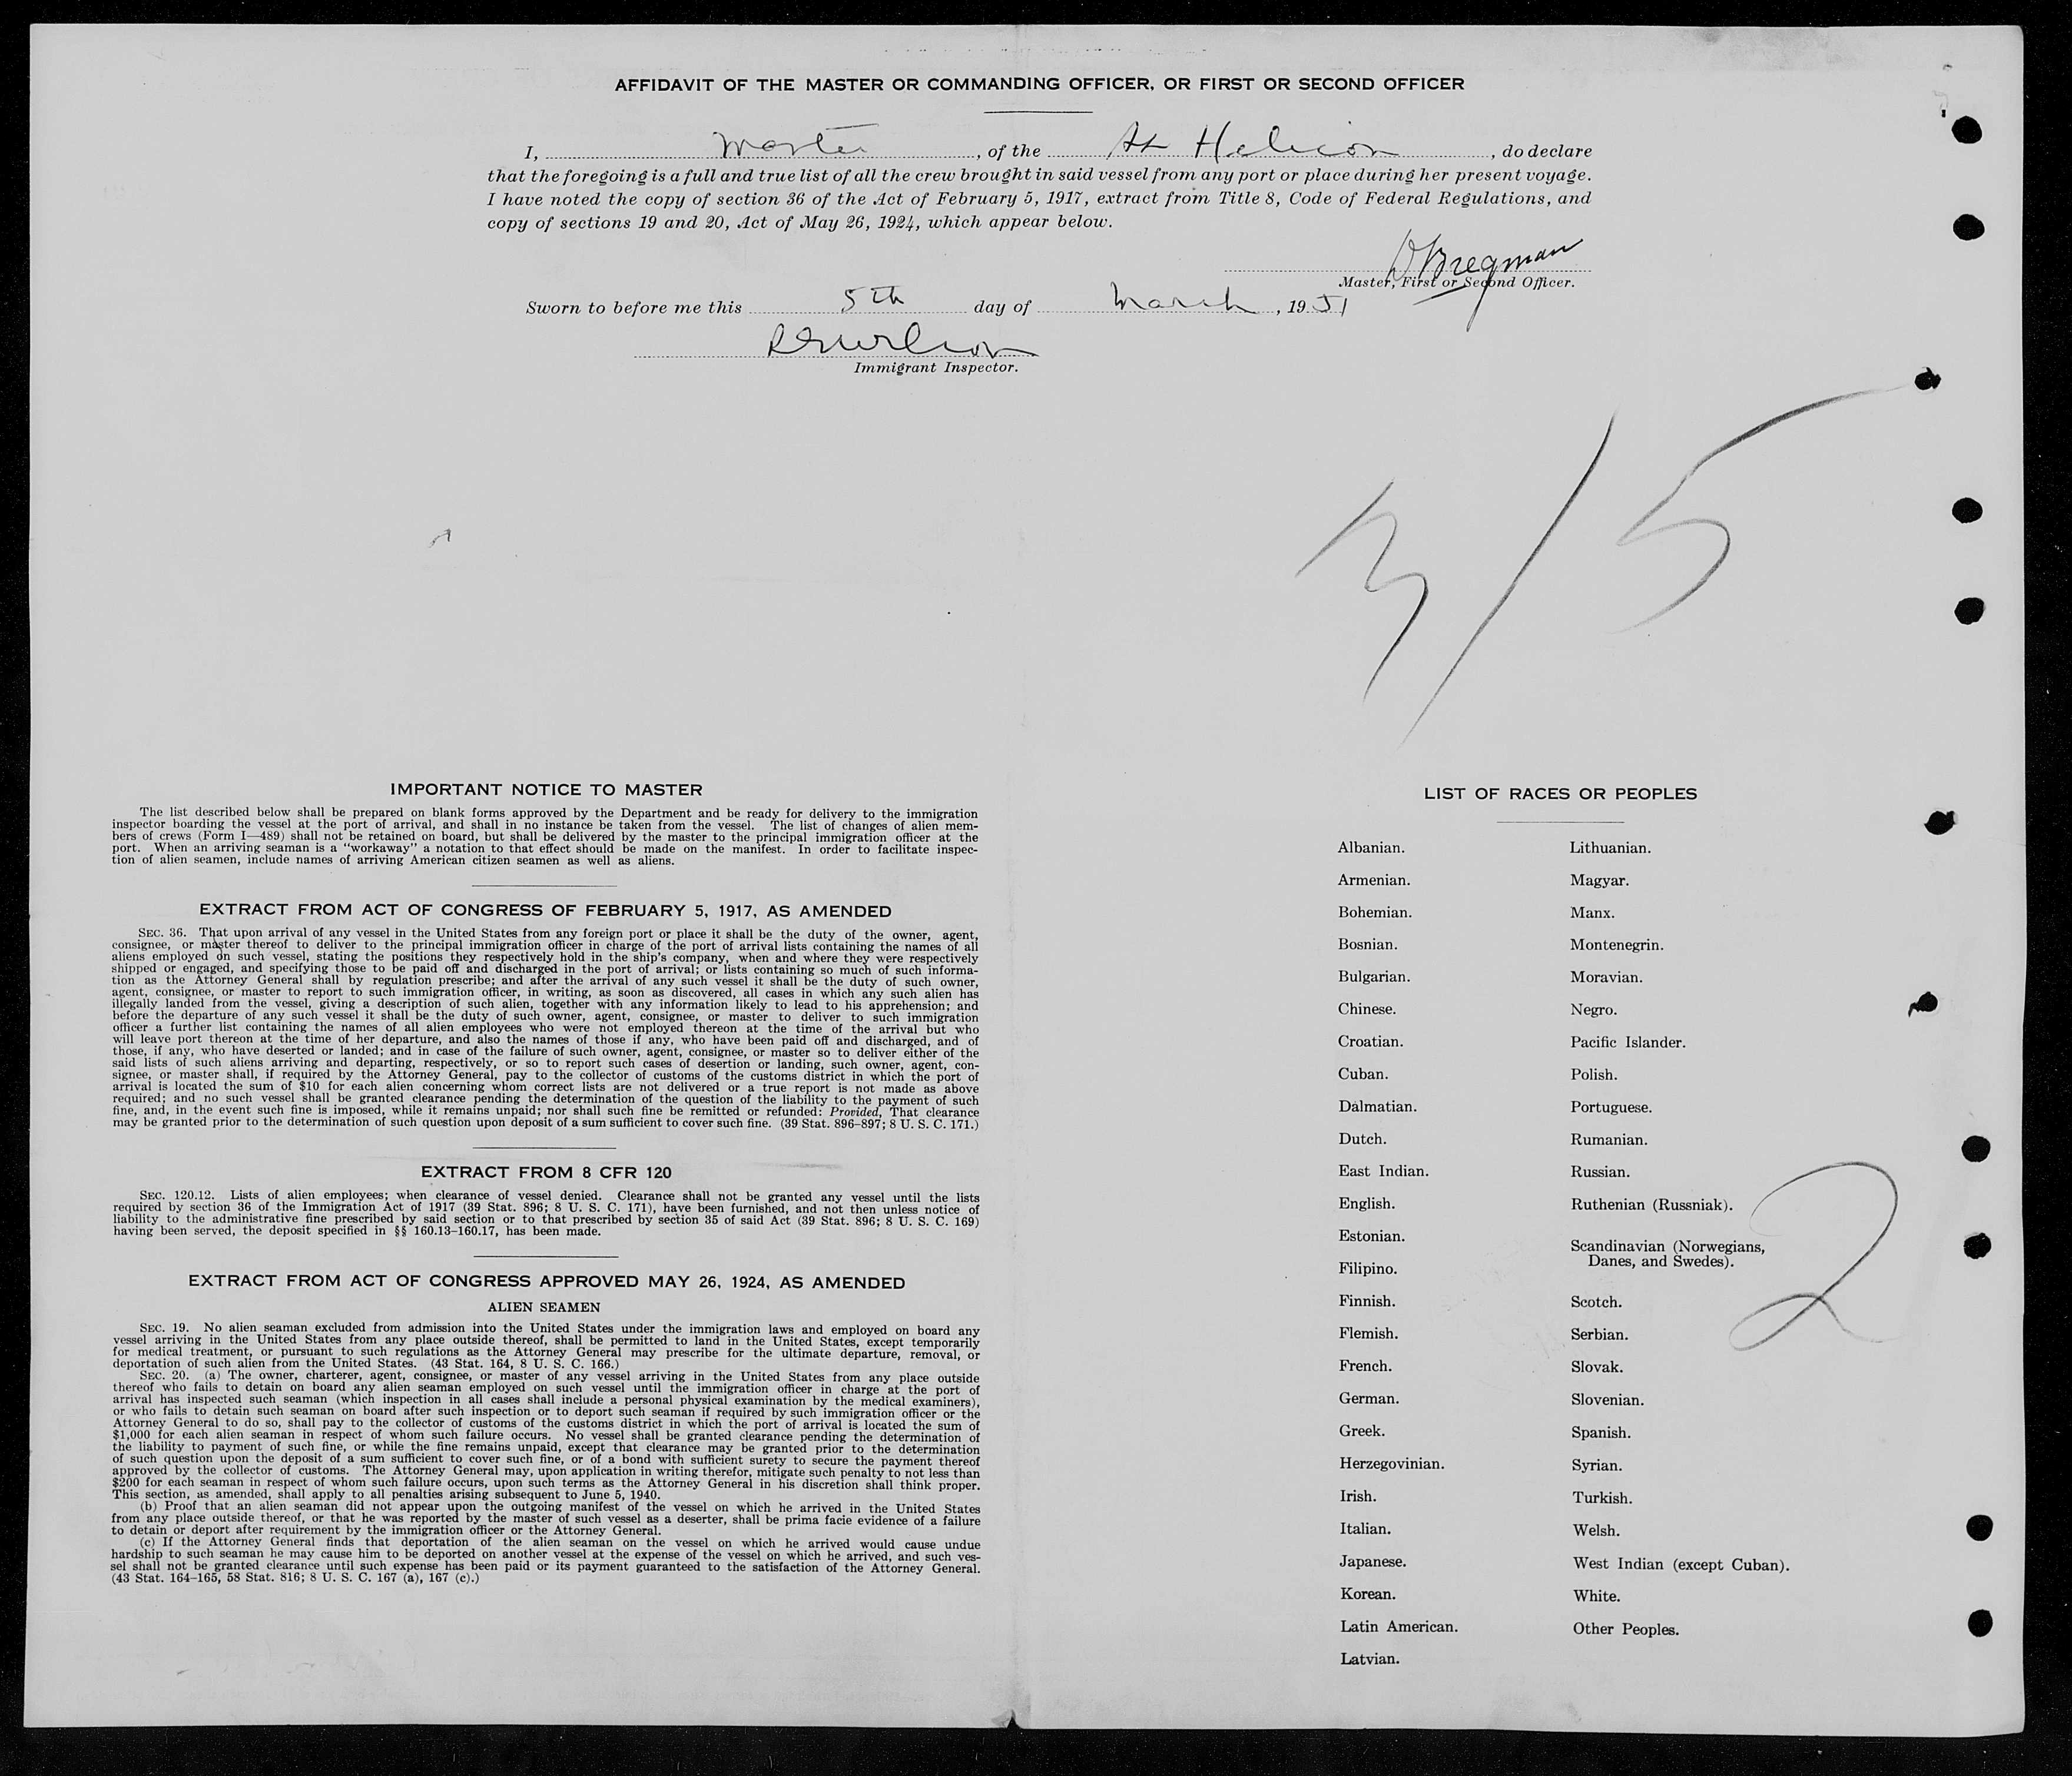 AFFIDAVIT OF THE MASTER OR COMMANDING OFFICER, OR FIRST OR SECOND OFFICER
I, Master, of the SS Helicon, do declare
that the foregoing is a full and true list of all the crew brought in said vessel from any port or place during her present voyage.
I have noted the copy of section 36 of the Act of February 5, 1917, extract from Title 8, Code of Federal Regulations, and
copy of sections 19 and 20, Act of May 26, 1924, which appear below.
D Bregman
Master, First or Second Officer.
Sworn to before me this 5th day of March, 1951
Immigrant Inspector.
3/5
IMPORTANT NOTICE TO MASTER
The list described below shall be prepared on blank forms approved by the Department and be ready for delivery to the immigration
inspector boarding the vessel at the port of arrival, and shall in no instance be taken from the vessel. The list of changes of alien mem-
bers of crews (Form I—489) shall not be retained on board, but shall be delivered by the master to the principal immigration officer at the
port. When an arriving seaman is a "workaway" a notation to that effect should be made on the manifest. In order to facilitate inspec-
tion of alien seamen, include names of arriving American citizen seamen as well as aliens.
EXTRACT FROM ACT OF CONGRESS OF FEBRUARY 5, 1917, AS AMENDED
SEC. 36. That upon arrival of any vessel in the United States from any foreign port or place it shall be the duty of the owner, agent,
consignee, or master thereof to deliver to the principal immigration officer in charge of the port of arrival lists containing the names of all
aliens employed on such vessel, stating the positions they respectively hold in the ship's company, when and where they were respectively
shipped or engaged, and specifying those to be paid off and discharged in the port of arrival; or lists containing so much of such informa-
tion as the Attorney General shall by regulation prescribe; and after the arrival of any such vessel it shall be the duty of such owner,
agent, consignee, or master to report to such immigration officer, in writing, as soon as discovered, all cases in which any such alien has
illegally landed from the vessel, giving a description of such alien, together with any information likely to lead to his apprehension; and
before the departure of any such vessel it shall be the duty of such owner, agent, consignee, or master to deliver to such immigration
officer a further list containing the names of all alien employees who were not employed thereon at the time of the arrival but who
will leave port thereon at the time of her departure, and also the names of those if any, who have been paid off and discharged, and of
those, if any, who have deserted or landed; and in case of the failure of such owner, agent, consignee, or master so to deliver either of the
said lists of such aliens arriving and departing, respectively, or so to report such cases of desertion or landing, such owner, agent, con-
signee, or master shall, if required by the Attorney General, pay to the collector of customs of the customs district in which the port of
arrival is located the sum of $10 for each alien concerning whom correct lists are not delivered or a true report is not made as above
required; and no such vessel shall be granted clearance pending the determination of the question of the liability to the payment of such
fine, and, in the event such fine is imposed, while it remains unpaid; nor shall such fine be remitted or refunded: Provided, That clearance
may be granted prior to the determination of such question upon deposit of a sum sufficient to cover such fine. (39 Stat. 896–897; 8 U. S. C. 171.)
EXTRACT FROM 8 CFR 120
SEC. 120.12. Lists of alien employees; when clearance of vessel denied. Clearance shall not be granted any vessel until the lists
required by section 36 of the Immigration Act of 1917 (39 Stat. 896; 8 U. S. C. 171), have been furnished, and not then unless notice of
liability to the administrative fine prescribed by said section or to that prescribed by section 35 of said Act (39 Stat. 896; 8 U. S. C. 169)
having been served, the deposit specified in §§ 160.13–160.17, has been made.
EXTRACT FROM ACT OF CONGRESS APPROVED MAY 26, 1924, AS AMENDED
ALIEN SEAMEN
SEC. 19. No alien seaman excluded from admission into the United States under the immigration laws and employed on board any
vessel arriving in the United States from any place outside thereof, shall be permitted to land in the United States, except temporarily
for medical treatment, or pursuant to such regulations as the Attorney General may prescribe for the ultimate departure, removal, or
deportation of such alien from the United States. (43 Stat. 164, 8 U. S. C. 166.)
SEC. 20. (a) The owner, charterer, agent, consignee, or master of any vessel arriving in the United States from any place outside
thereof who fails to detain on board any alien seaman employed on such vessel until the immigration officer in charge at the port of
arrival has inspected such seaman (which inspection in all cases shall include a personal physical examination by the medical examiners),
or who fails to detain such seaman on board after such inspection or to deport such seaman if required by such immigration officer or the
Attorney General to do so, shall pay to the collector of customs of the customs district in which the port of arrival is located the sum of
$1,000 for each alien seaman in respect of whom such failure occurs. No vessel shall be granted clearance pending the determination of
the liability to payment of such fine, or while the fine remains unpaid, except that clearance may be granted prior to the determination
of such question upon the deposit of a sum sufficient to cover such fine, or of a bond with sufficient surety to secure the payment thereof
approved by the collector of customs. The Attorney General may, upon application in writing therefor, mitigate such penalty to not less than
$200 for each seaman in respect of whom such failure occurs, upon such terms as the Attorney General in his discretion shall think proper.
This section, as amended, shall apply to all penalties arising subsequent to June 5, 1940.
(b) Proof that an alien seaman did not appear upon the outgoing manifest of the vessel on which he arrived in the United States
from any place outside thereof, or that he was reported by the master of such vessel as a deserter, shall be prima facie evidence of a failure
to detain or deport after requirement by the immigration officer or the Attorney General.
(c) If the Attorney General finds that deportation of the alien seaman on the vessel on which he arrived would cause undue
hardship to such seaman he may cause him to be deported on another vessel at the expense of the vessel on which he arrived, and such ves-
sel shall not be granted clearance until such expense has been paid or its payment guaranteed to the satisfaction of the Attorney General.
(43 Stat. 164–165, 58 Stat. 816; 8 U. S. C. 167 (a), 167 (c).)
LIST OF RACES OR PEOPLES
Albanian.
Armenian.
Bohemian.
Bosnian.
Bulgarian.
Chinese.
Croatian.
Cuban.
Dalmatian.
Dutch.
East Indian.
English.
Estonian.
Filipino.
Finnish.
Flemish.
French.
German.
Greek.
Herzegovinian.
Irish.
Italian.
Japanese.
Korean.
Latin American.
Latvian.
Lithuanian.
Magyar.
Manx.
Montenegrin.
Moravian.
Negro.
Pacific Islander.
Polish.
Portuguese.
Rumanian.
Russian.
Ruthenian (Russniak).
Scandinavian (Norwegians,
Danes, and Swedes).
Scotch.
Serbian.
Slovak.
Slovenian.
Spanish.
Syrian.
Turkish.
Welsh.
West Indian (except Cuban).
White.
Other Peoples.
2